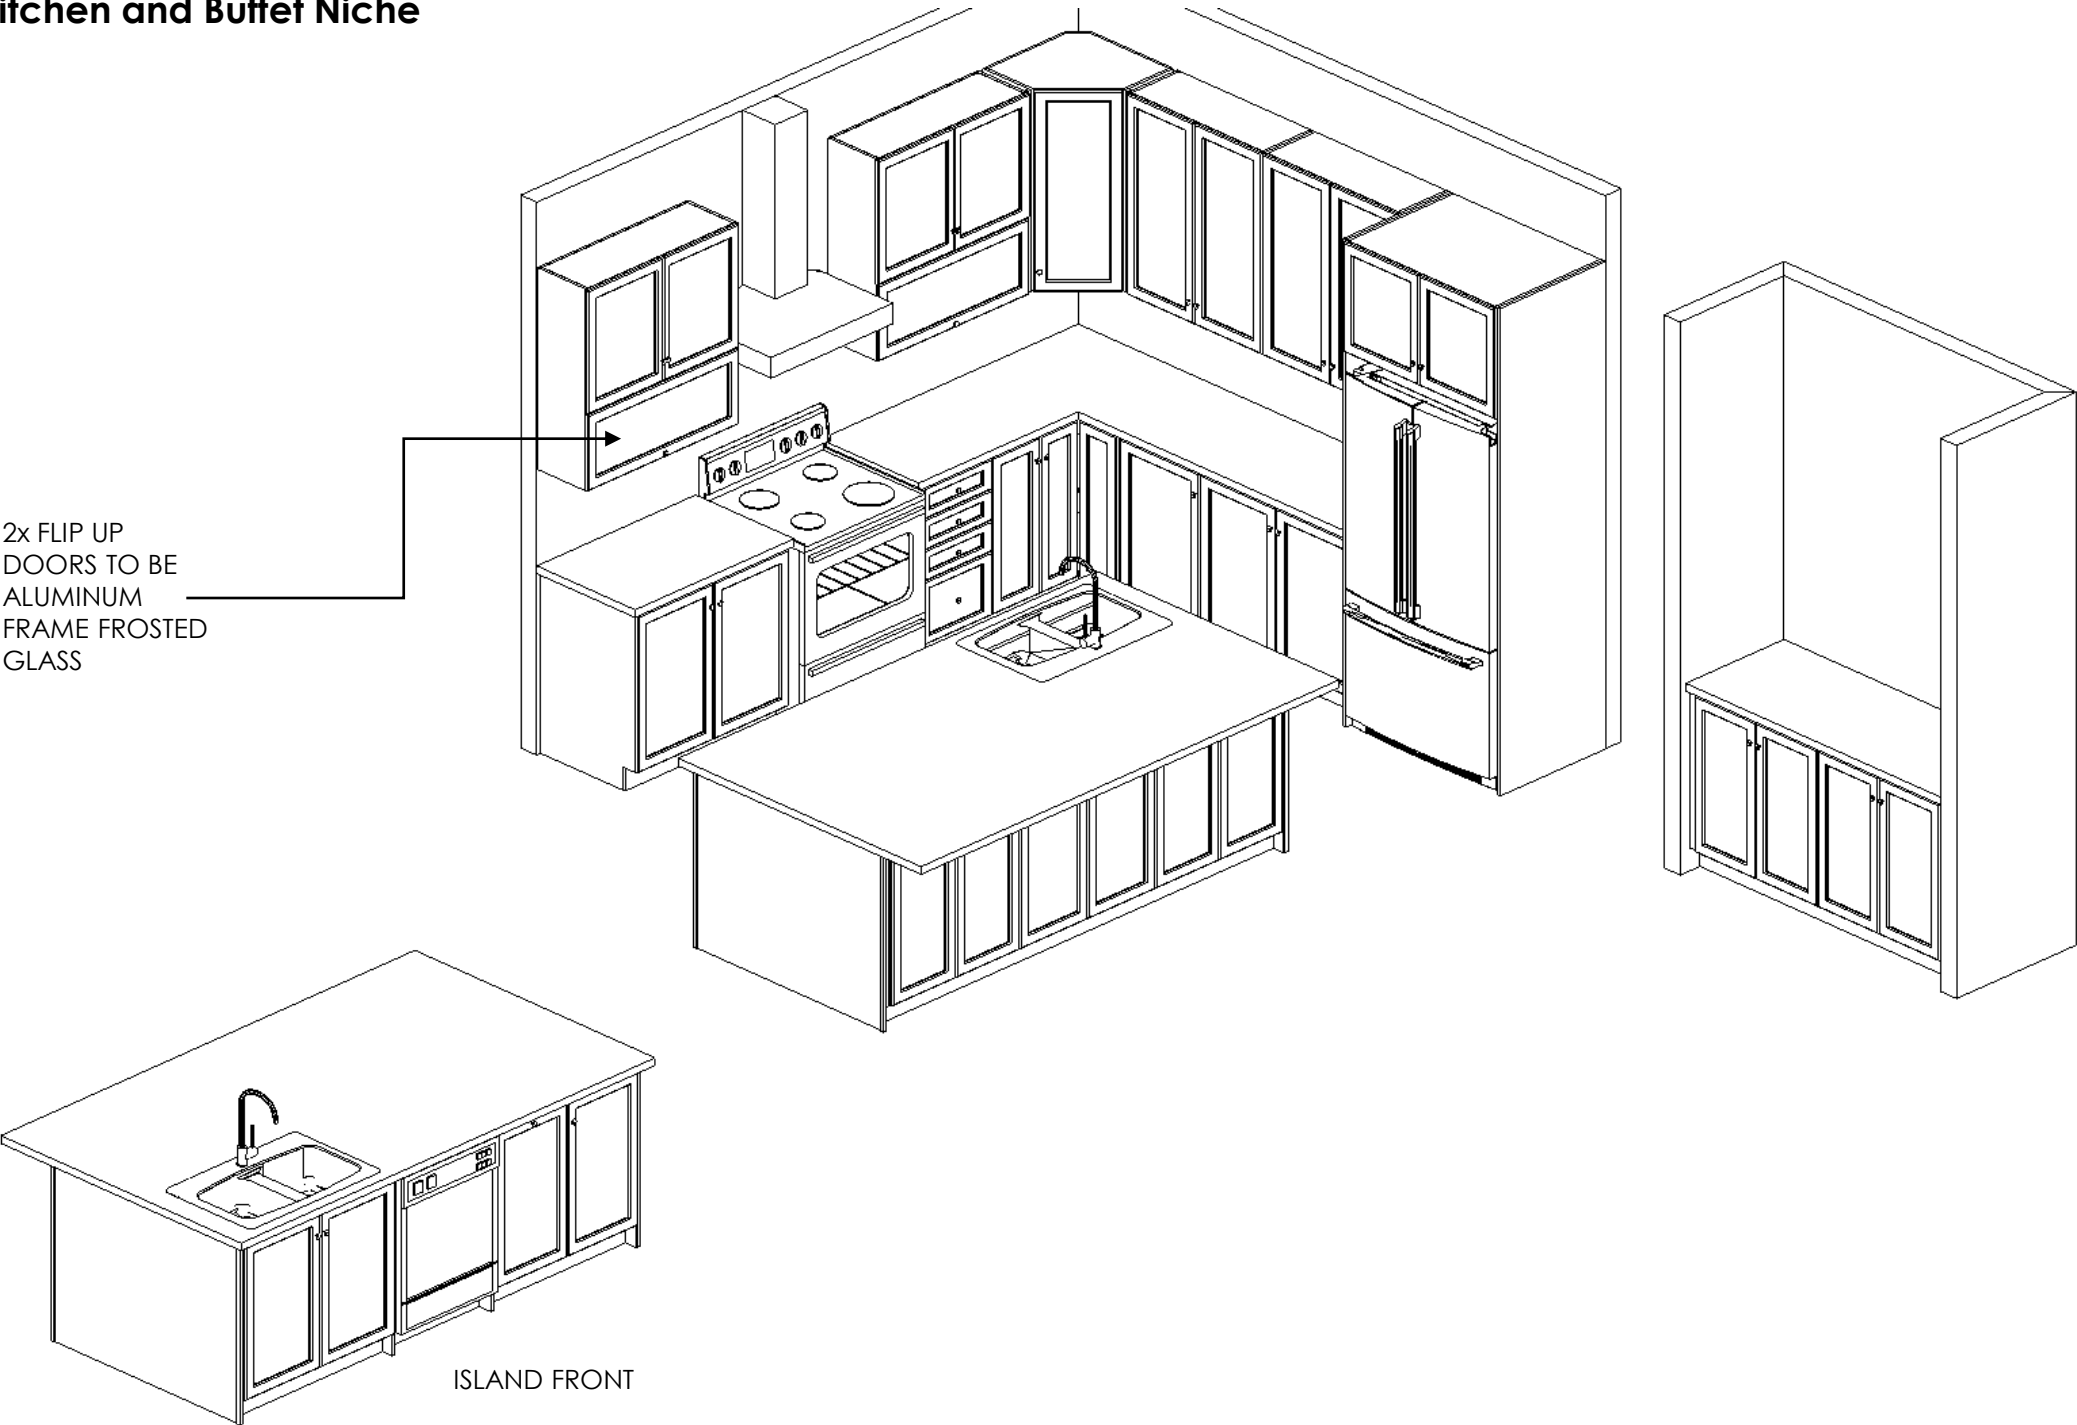 itchen and Buffet Niche
2x FLIP UP
DOORS TO BE
ALUMINUM
FRAME FROSTED
GLASS
ISLAND FRONT